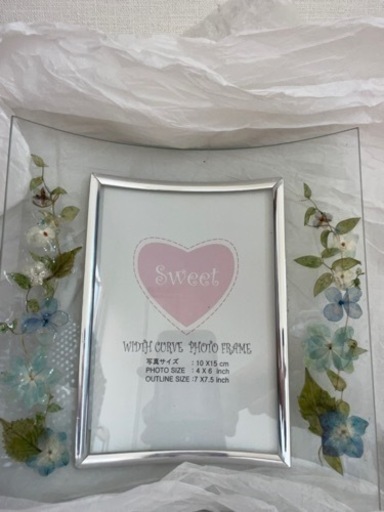 Sweet
WIDTH CURVE PHOTO FRAME
写真サイズ : 10 X15 cm
PHOTO SIZE : 4 X 6 inch
OUTLINE SIZE :7 X7.5 inch